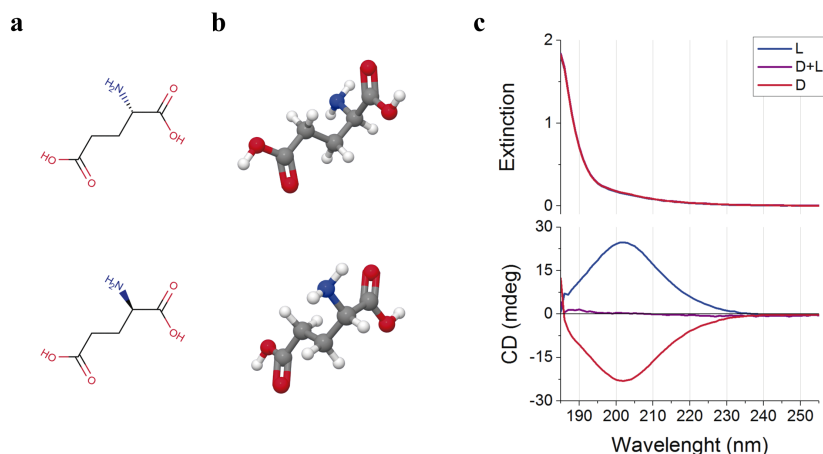 a
H₂N
O
OH
HO
O
H₂N
O
OH
HO
O
b
c
L
D+L
D
2
1
0
Extinction
30
15
0
-15
-30
CD (mdeg)
190 200 210 220 230 240 250
Wavelenght (nm)